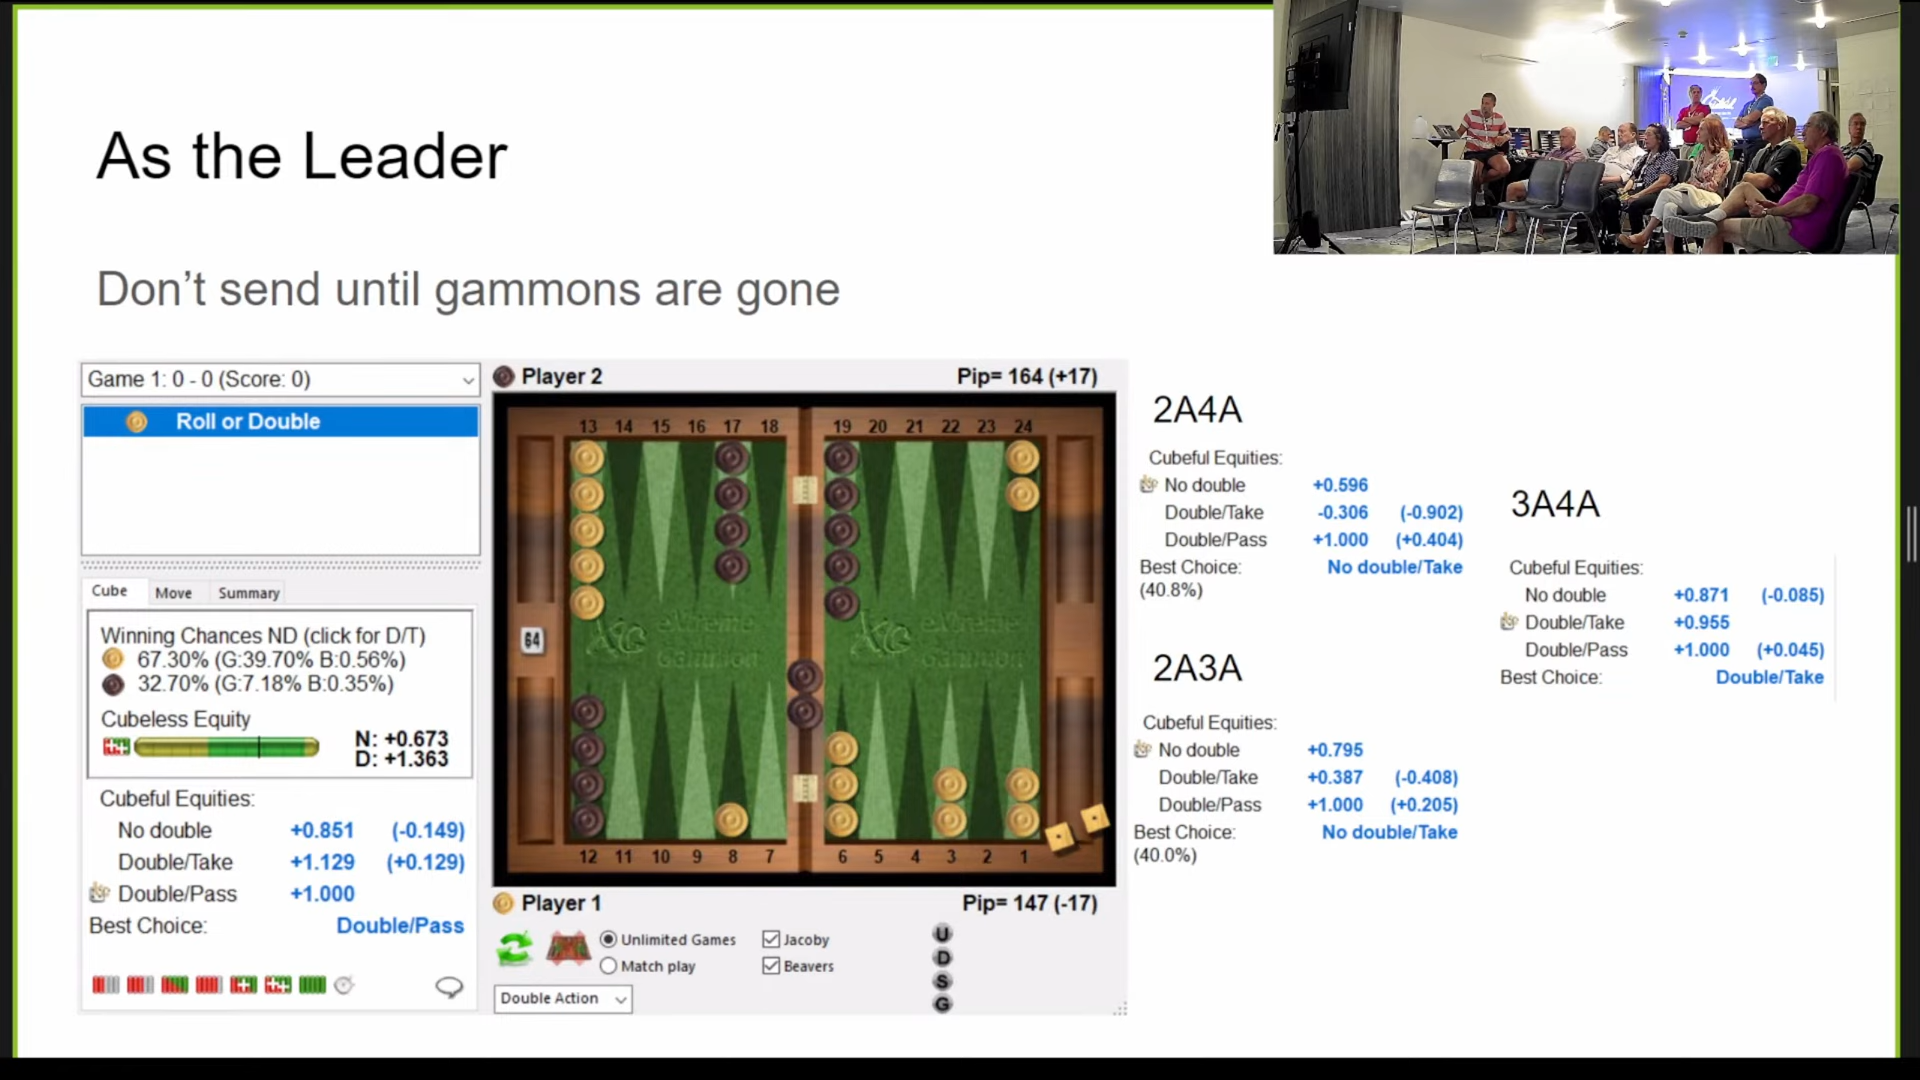 As the Leader
Don't send until gammons are gone
Game 1: 0 - 0 (Score: 0)
Roll or Double
Cube Move Summary
Winning Chances ND (click for D/T)
67.30% (G:39.70% B:0.56%)
32.70% (G:7.18% B:0.35%)
Cubeless Equity
N: +0.673
D: +1.363
Cubeful Equities:
No double +0.851 (-0.149)
Double/Take +1.129 (+0.129)
Double/Pass +1.000
Best Choice: Double/Pass
Player 2 Pip= 164 (+17)
13 14 15 16 17 18 19 20 21 22 23 24
64
eXtreme eXtreme
Gammon Gammon
12 11 10 9 8 7 6 5 4 3 2 1
Player 1 Pip= 147 (-17)
Unlimited Games Jacoby
Match play Beavers
Double Action
U
D
S
G
2A4A
Cubeful Equities:
No double +0.596
Double/Take -0.306 (-0.902)
Double/Pass +1.000 (+0.404)
Best Choice: No double/Take
(40.8%)
2A3A
Cubeful Equities:
No double +0.795
Double/Take +0.387 (-0.408)
Double/Pass +1.000 (+0.205)
Best Choice: No double/Take
(40.0%)
3A4A
Cubeful Equities:
No double +0.871 (-0.085)
Double/Take +0.955
Double/Pass +1.000 (+0.045)
Best Choice: Double/Take